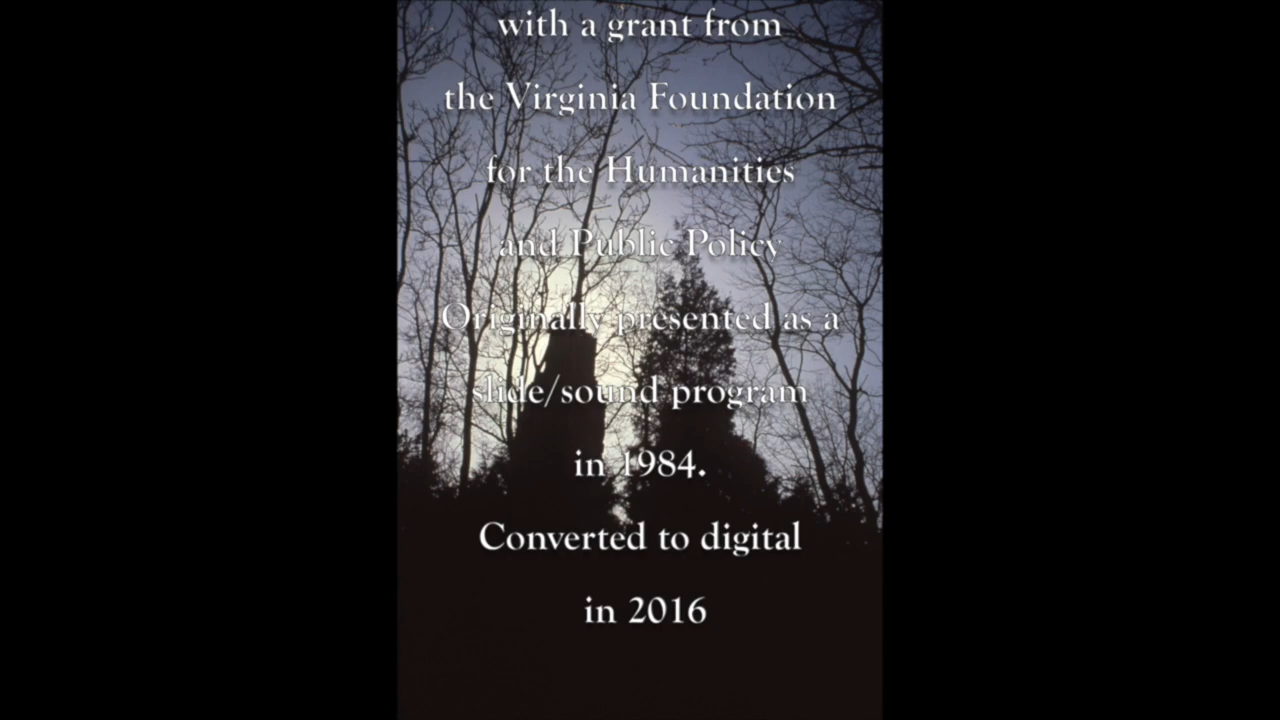 with a grant from
the Virginia Foundation
for the Humanities
and Public Policy
Originally presented as a
slide/sound program
in 1984.
Converted to digital
in 2016